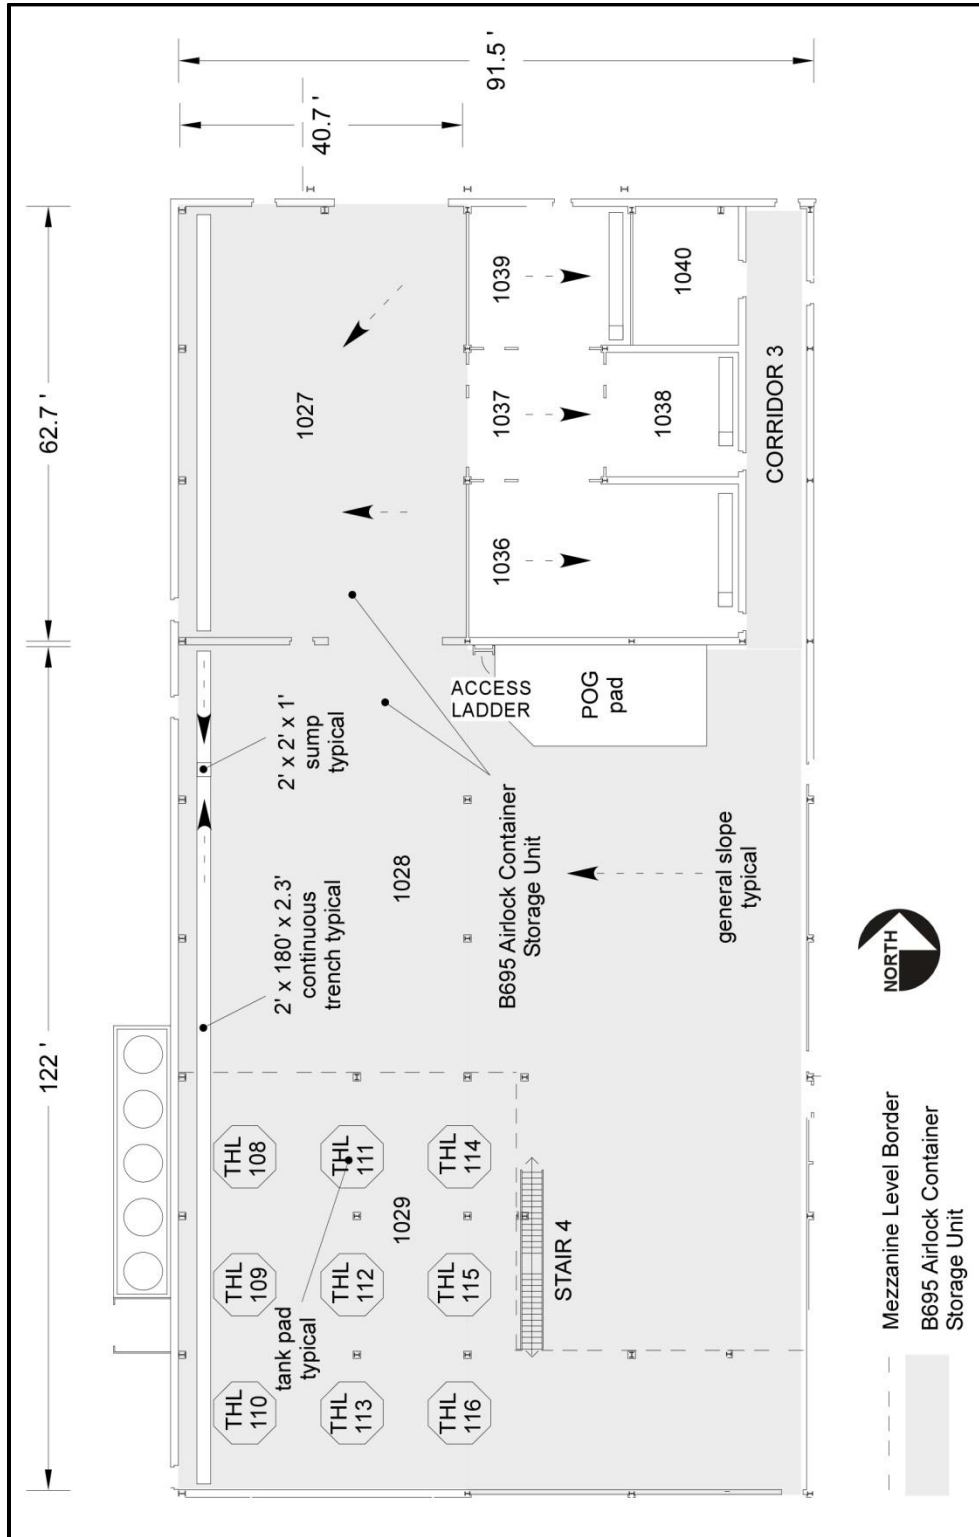 122 '
62.7 '
91.5 '
40.7 '
2' x 180' x 2.3'
continuous
trench typical
2' x 2' x 1'
sump
typical
THL
110
THL
109
THL
108
THL
113
THL
112
THL
111
THL
116
THL
115
THL
114
tank pad
typical
1029
1028
1027
STAIR 4
B695 Airlock Container
Storage Unit
ACCESS
LADDER
POG
pad
general slope
typical
1036
1037
1039
1038
1040
CORRIDOR 3
NORTH
Mezzanine Level Border
B695 Airlock Container
Storage Unit